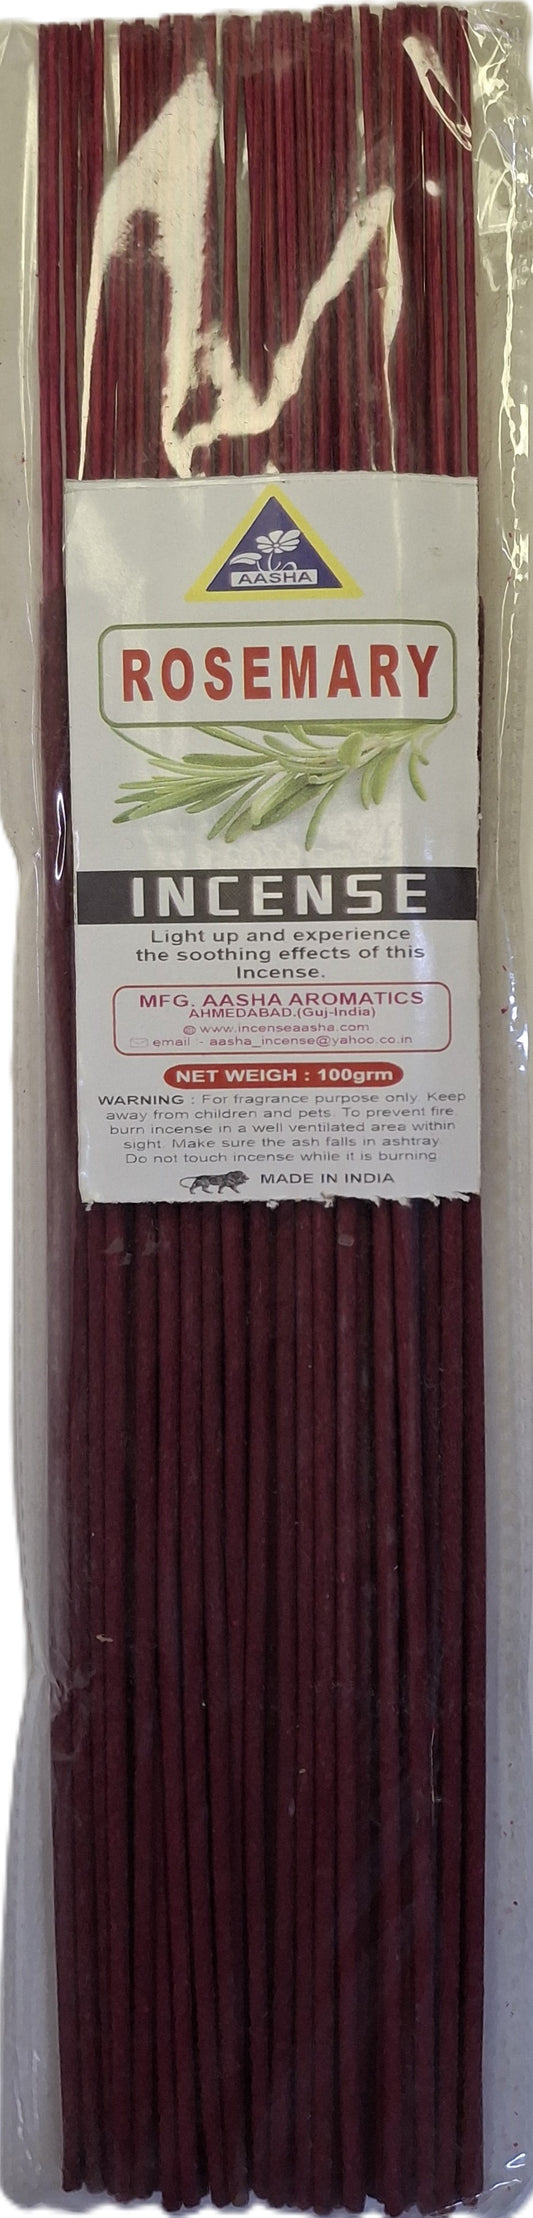 AASHA
ROSEMARY
INCENSE
Light up and experience
the soothing effects of this
Incense.
MFG. AASHA AROMATICS
AHMEDABAD.(Guj-India)
www.incenseaasha.com
email :- aasha_incense@yahoo.co.in
NET WEIGH : 100grm
WARNING : For fragrance purpose only. Keep
away from children and pets. To prevent fire.
burn incense in a well ventilated area within
sight. Make sure the ash falls in ashtray.
Do not touch incense while it is burning
MADE IN INDIA